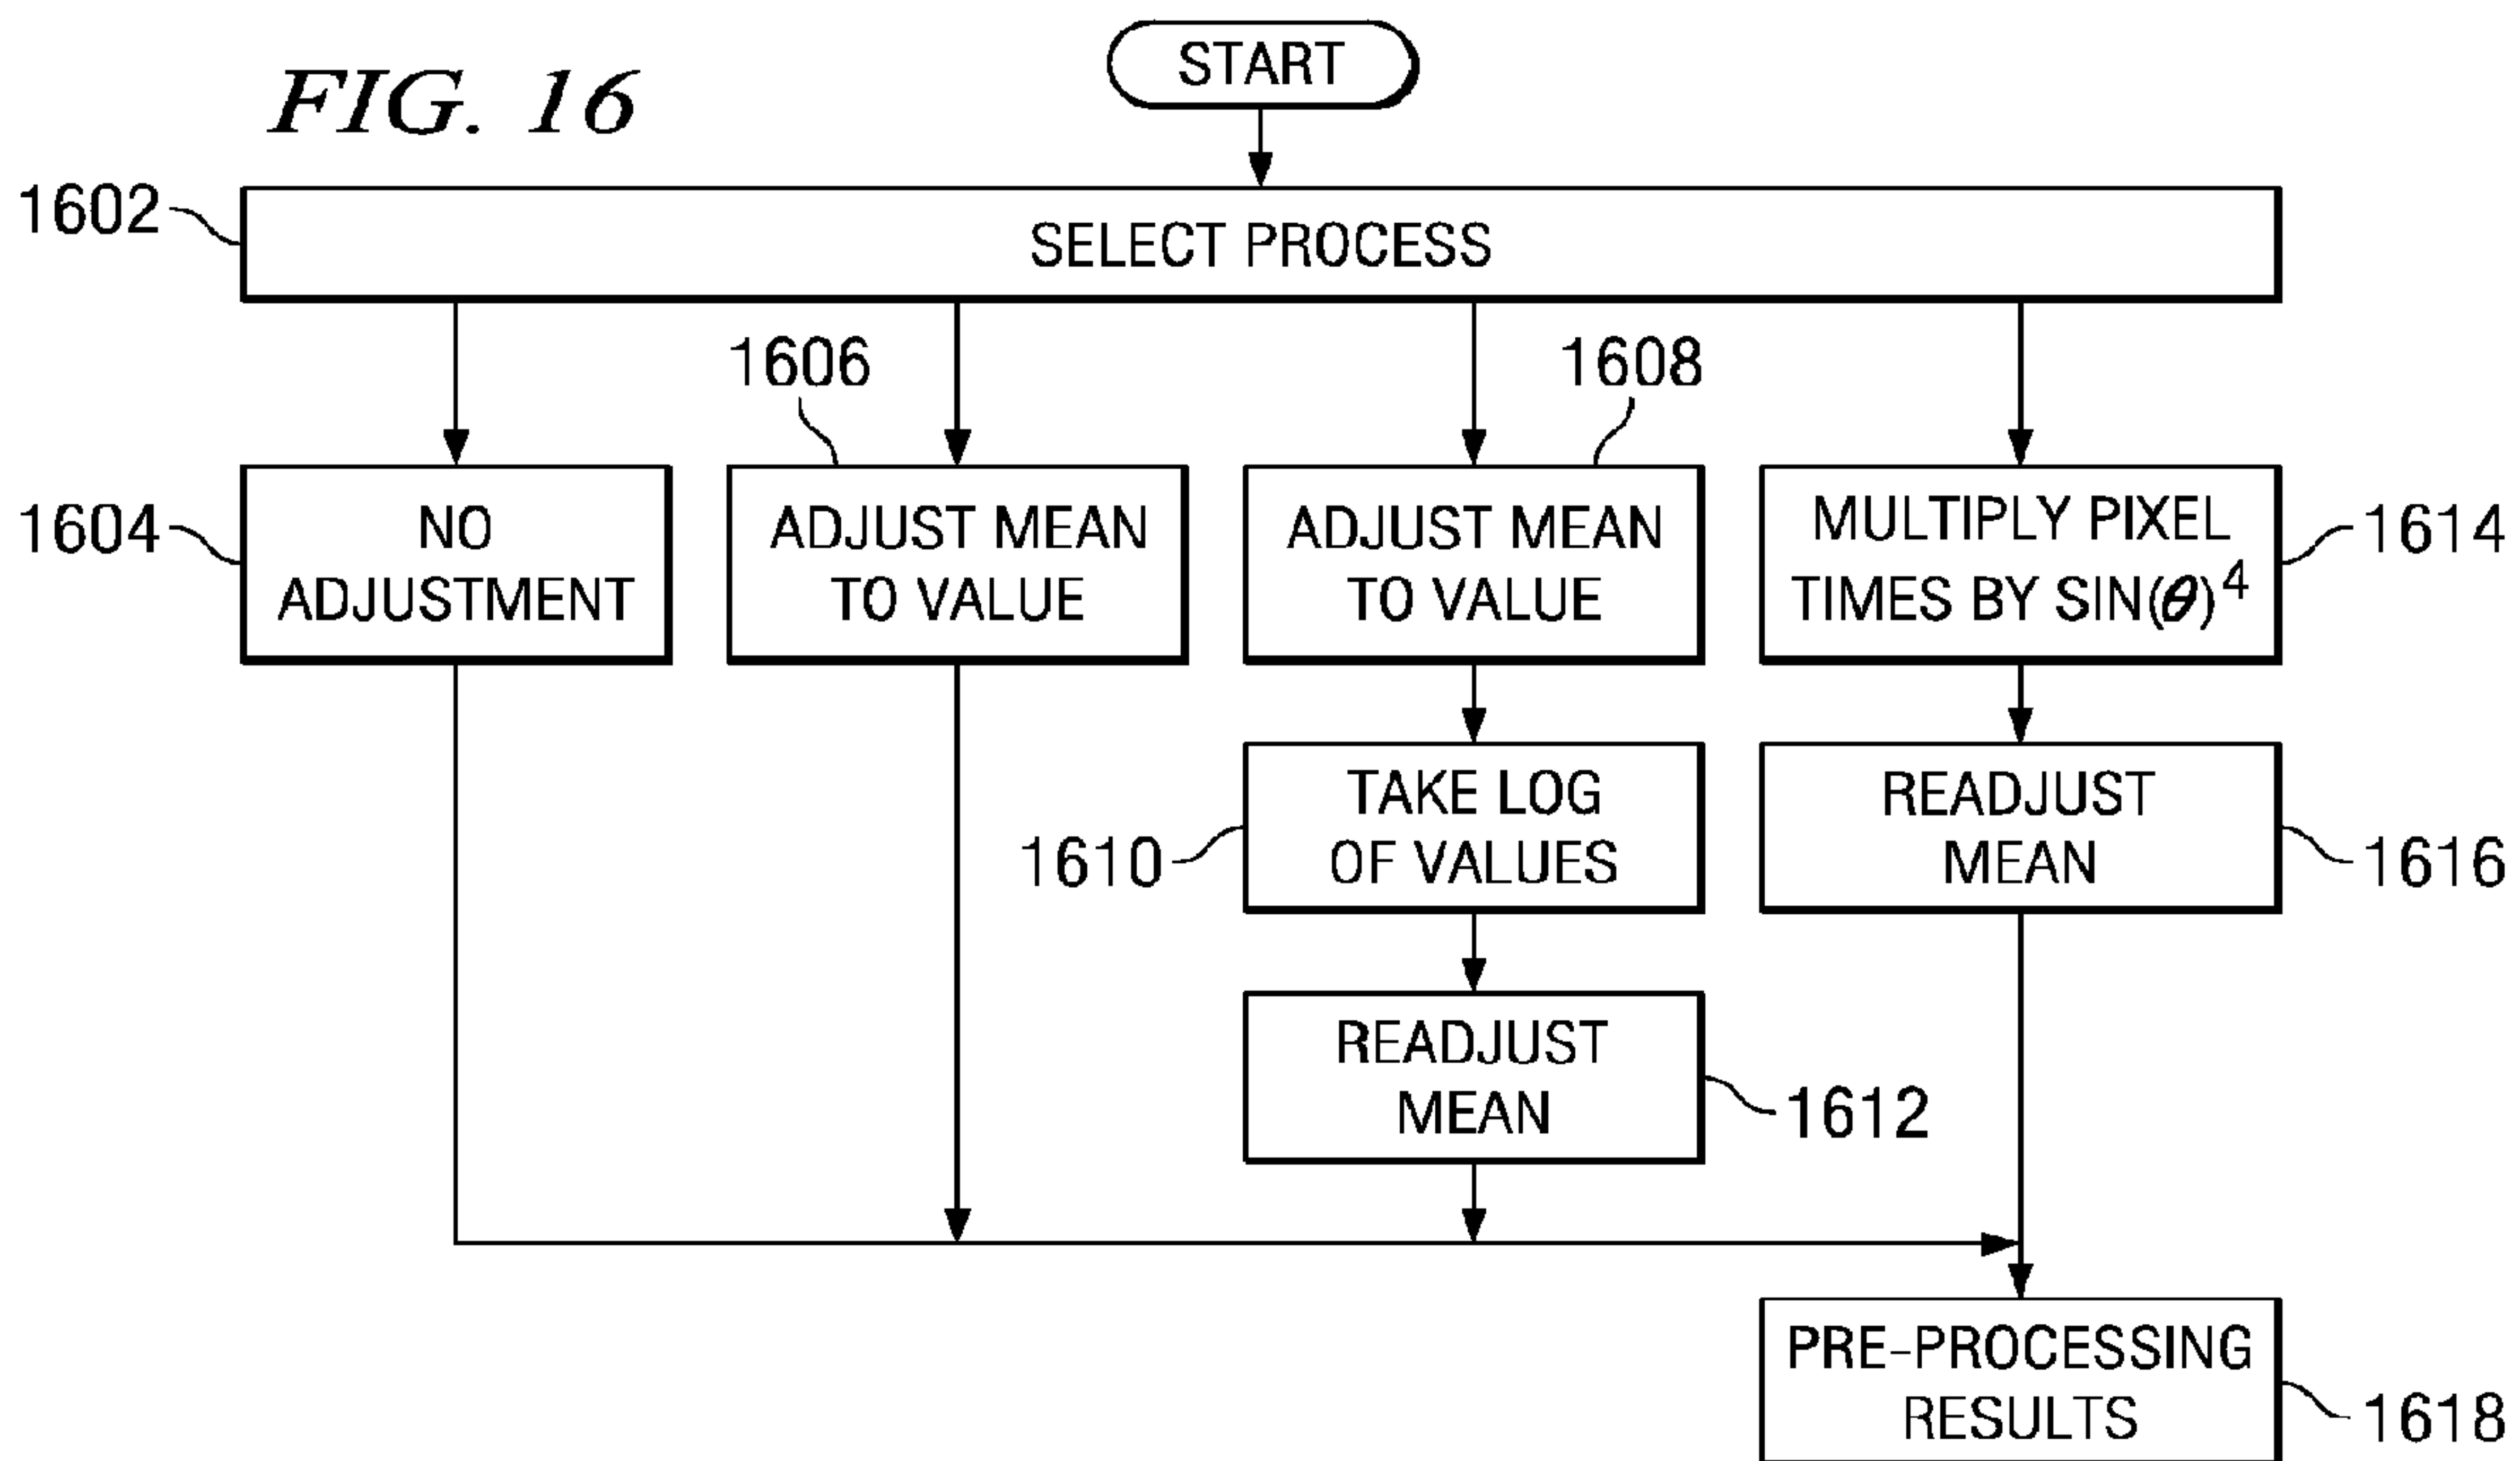 FIG. 16
START
1602
SELECT PROCESS
1606
1608
1604
NO
ADJUSTMENT
ADJUST MEAN
TO VALUE
ADJUST MEAN
TO VALUE
MULTIPLY PIXEL
TIMES BY SIN(θ)⁴
1614
1610
TAKE LOG
OF VALUES
READJUST
MEAN
1616
READJUST
MEAN
1612
PRE-PROCESSING
RESULTS
1618